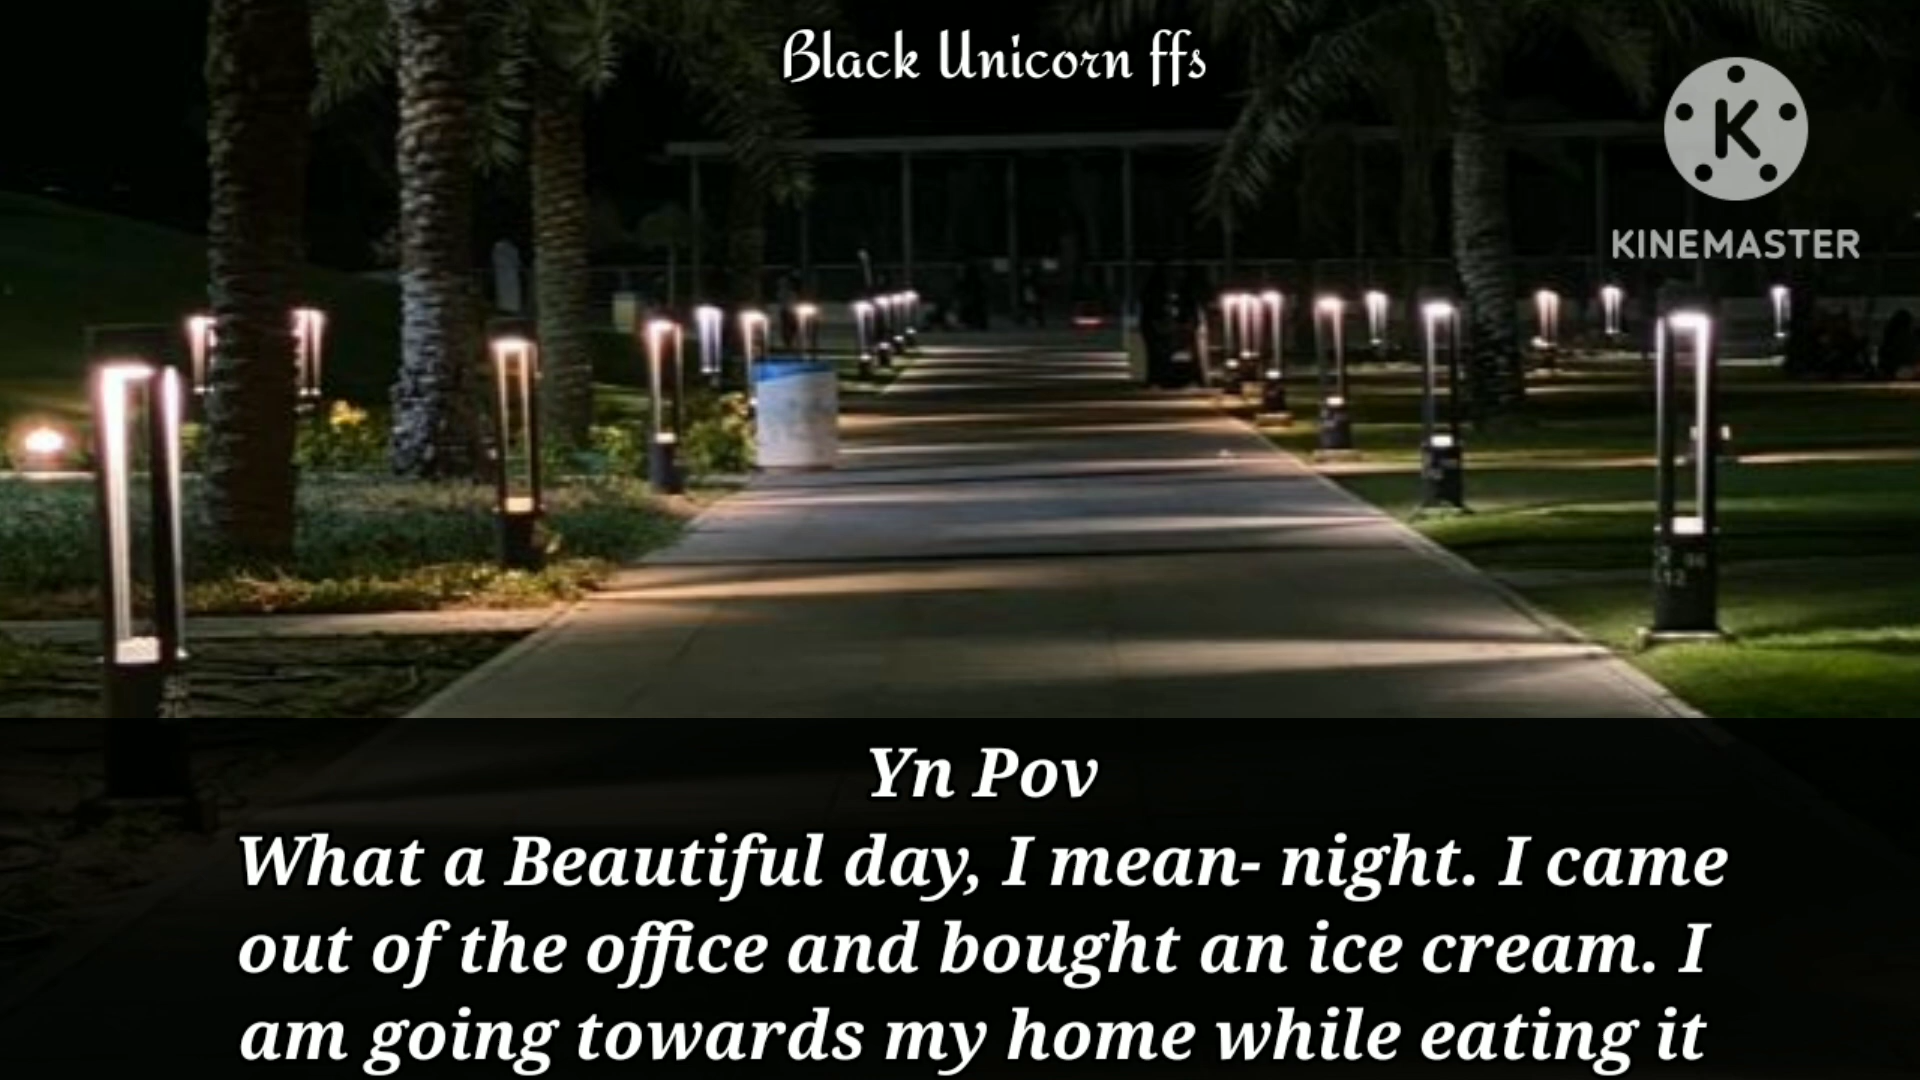 Black Unicorn ffs
K
KINEMASTER
Yn Pov
What a Beautiful day, I mean- night. I came
out of the office and bought an ice cream. I
am going towards my home while eating it